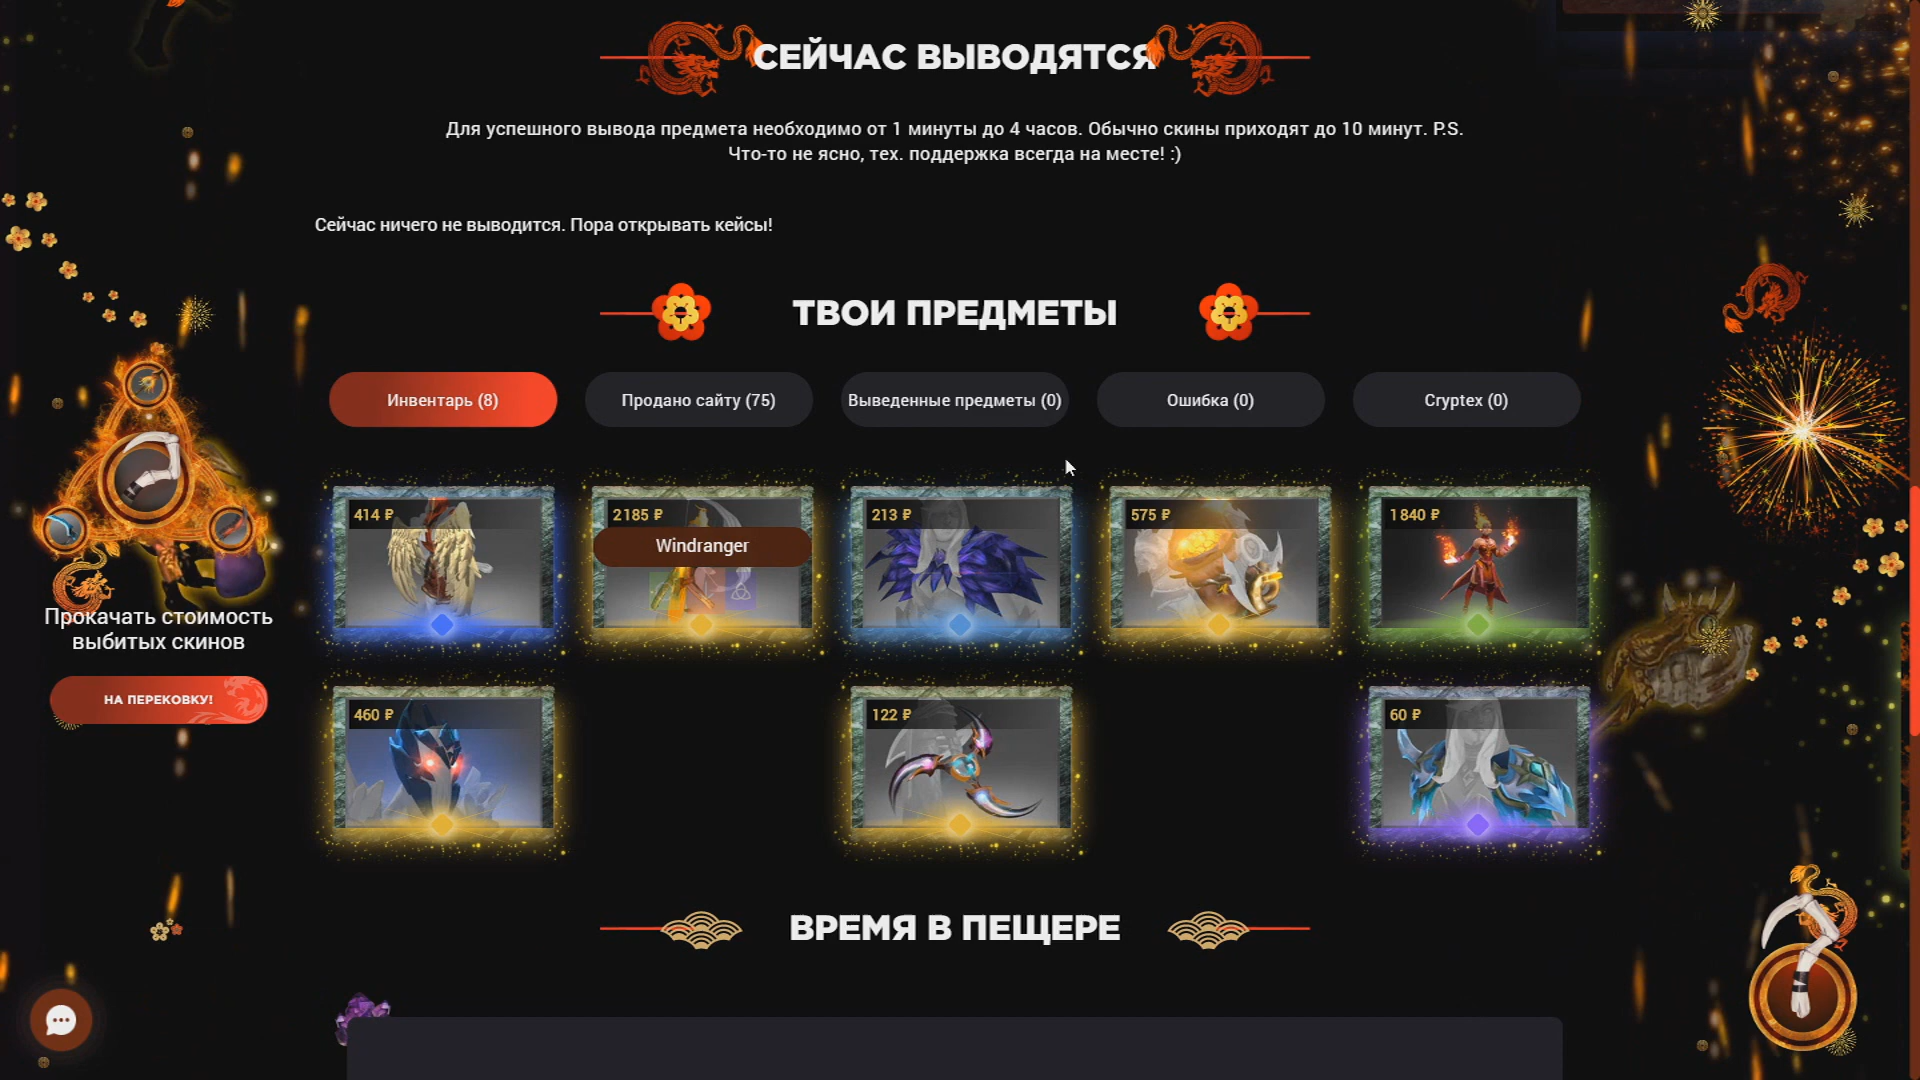 СЕЙЧАС ВЫВОДЯТСЯ
Для успешного вывода предмета необходимо от 1 минуты до 4 часов. Обычно скины приходят до 10 минут. P.S.
Что-то не ясно, тех. поддержка всегда на месте! :)
Сейчас ничего не выводится. Пора открывать кейсы!
ТВОИ ПРЕДМЕТЫ
Инвентарь (8)
Продано сайту (75)
Выведенные предметы (0)
Ошибка (0)
Cryptex (0)
414 ₽
2185 ₽
213 ₽
575 ₽
1840 ₽
Windranger
Прокачать стоимость
выбитых скинов
НА ПЕРЕКОВКУ!
460 ₽
122 ₽
60 ₽
ВРЕМЯ В ПЕЩЕРЕ